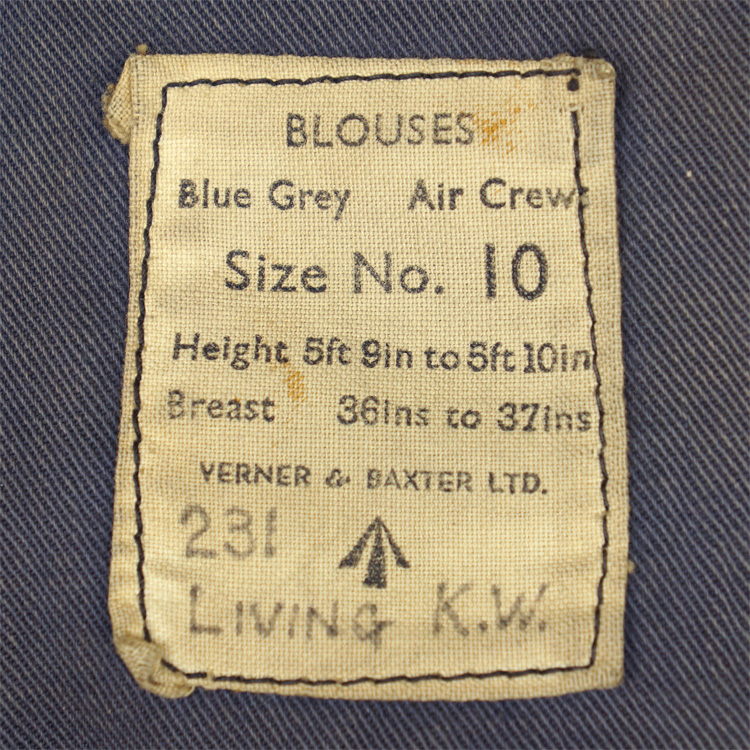 BLOUSES
Blue Grey Air Crew
Size No. 10
Height 5ft 9in to 5ft 10in
Breast 36ins to 37ins
VERNER & BAXTER LTD.
231
LIVING K.W.